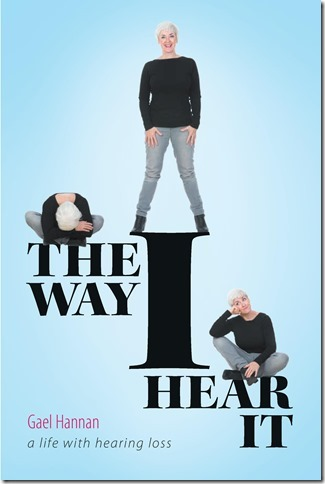 THE
WAY
I
HEAR
IT
Gael Hannan
a life with hearing loss